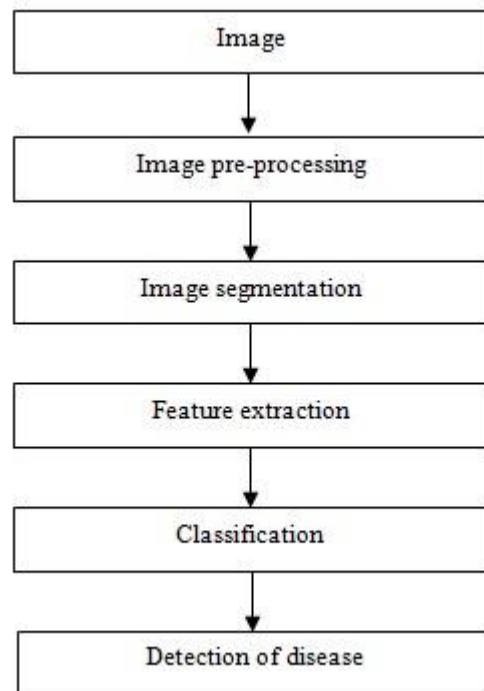 Image
Image pre-processing
Image segmentation
Feature extraction
Classification
Detection of disease